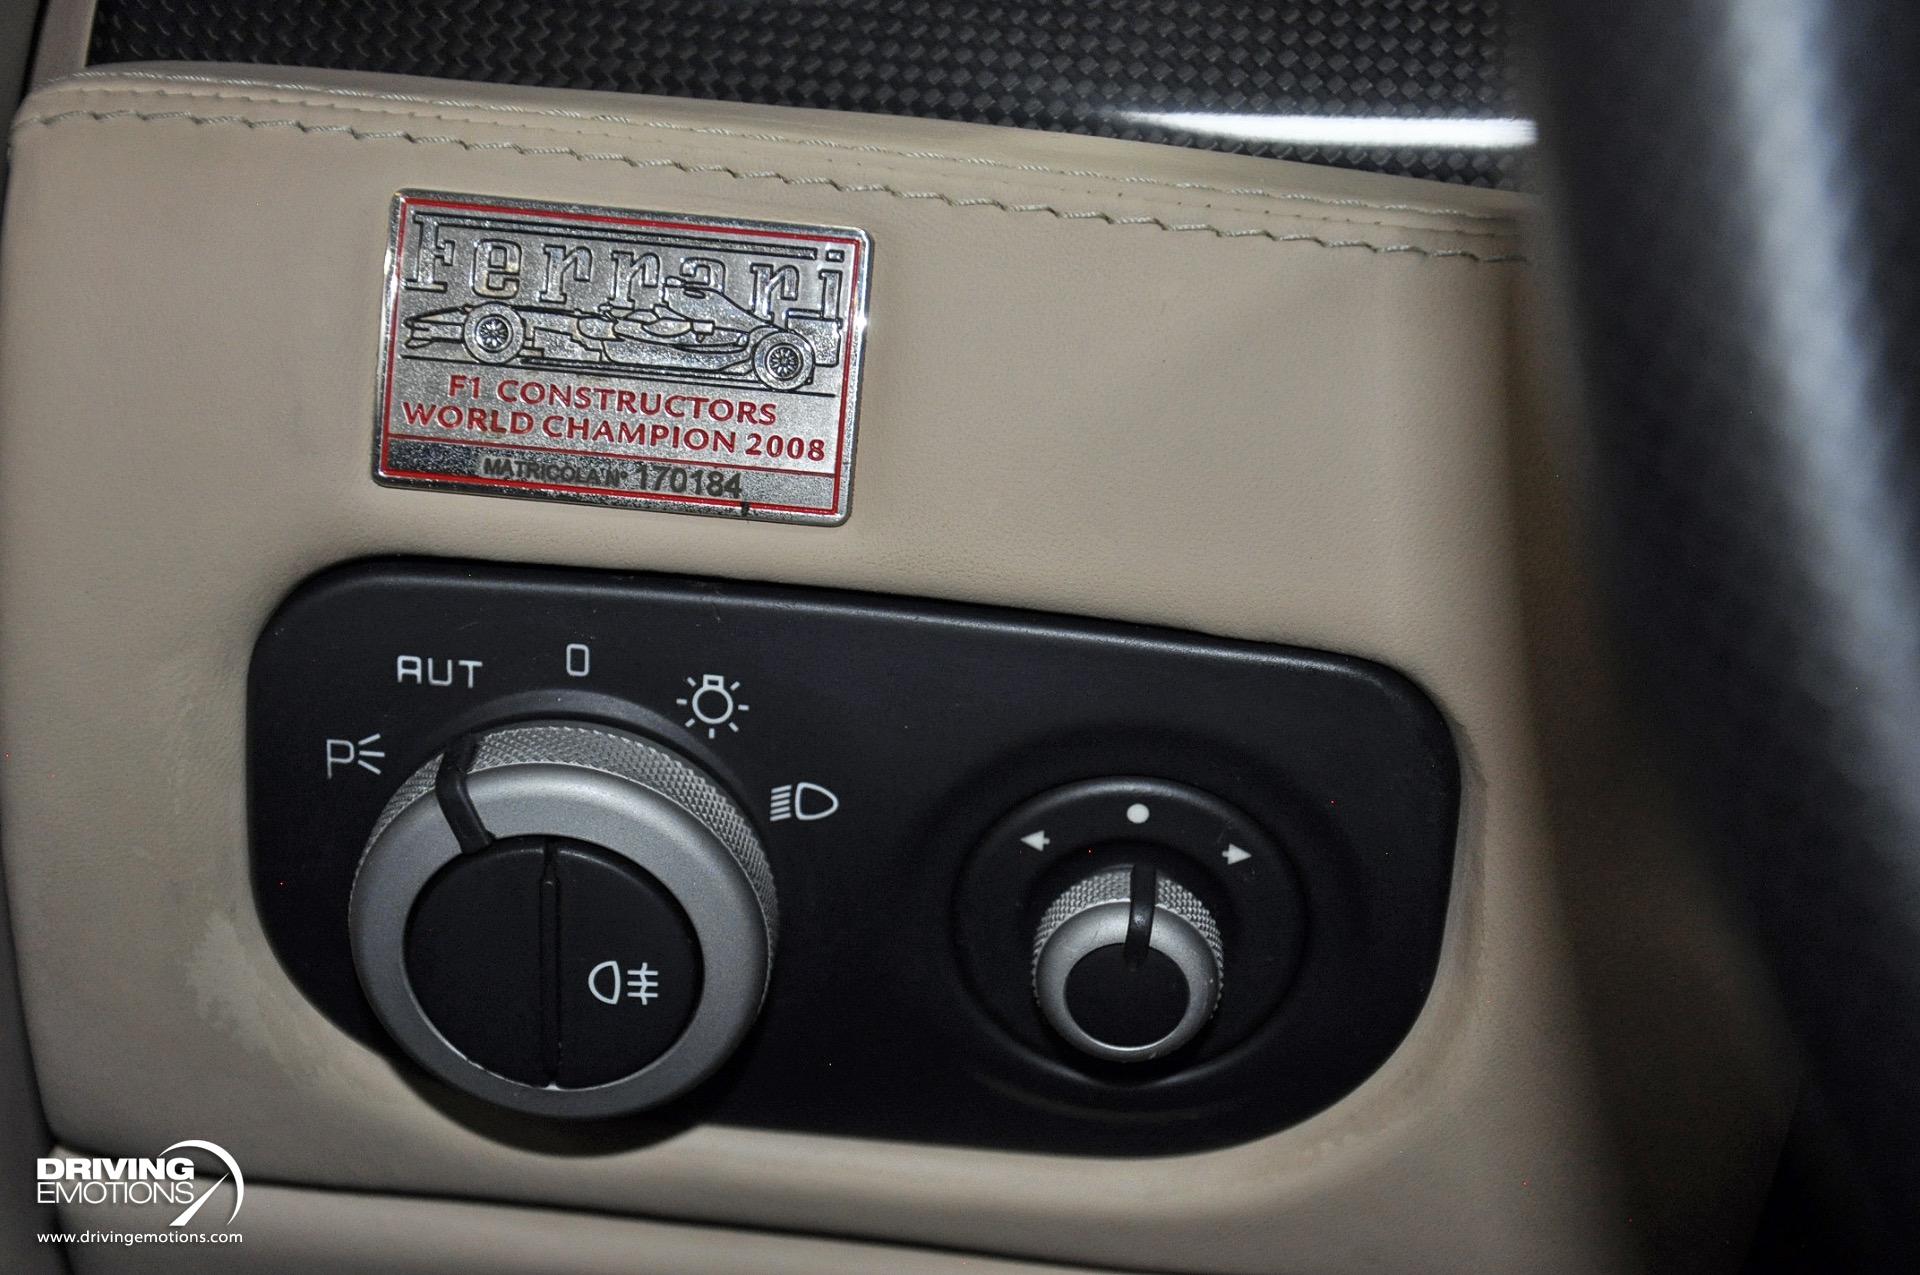 Ferrari
F1 CONSTRUCTORS
WORLD CHAMPION 2008
MATRICOLA N° 170184
AUT
0
P
DRIVING
EMOTIONS
www.drivingemotions.com